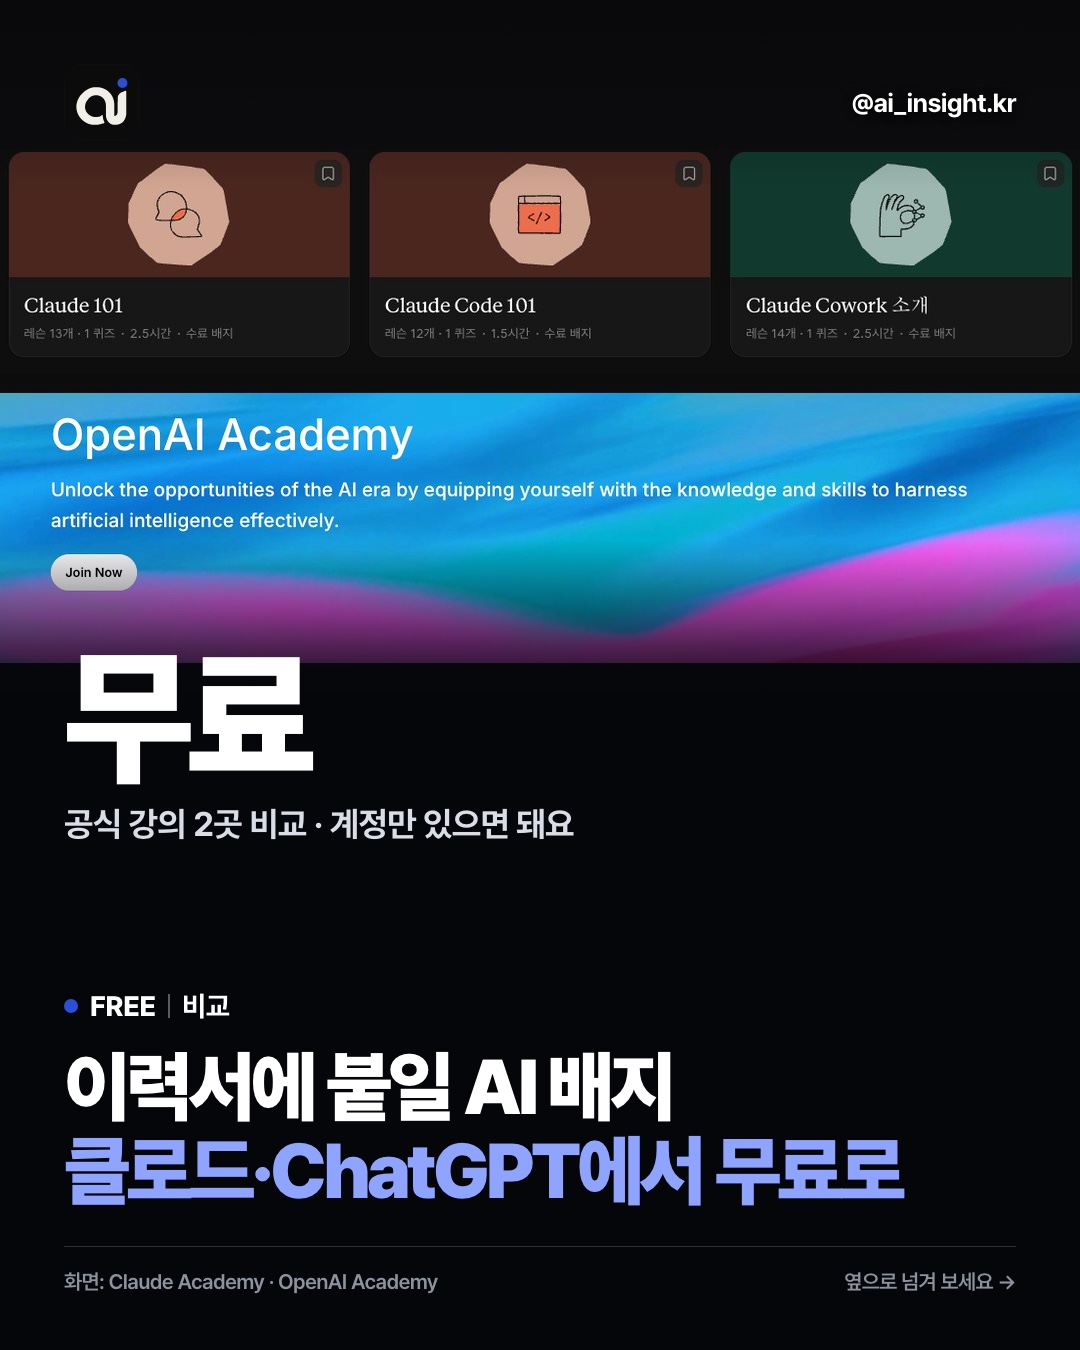 ai
@ai_insight.kr
Claude 101
레슨 13개 · 1 퀴즈 · 2.5시간 · 수료 배지
Claude Code 101
레슨 12개 · 1 퀴즈 · 1.5시간 · 수료 배지
Claude Cowork 소개
레슨 14개 · 1 퀴즈 · 2.5시간 · 수료 배지
OpenAI Academy
Unlock the opportunities of the AI era by equipping yourself with the knowledge and skills to harness
artificial intelligence effectively.
Join Now
무료
공식 강의 2곳 비교 · 계정만 있으면 돼요
FREE | 비교
이력서에 붙일 AI 배지
클로드·ChatGPT에서 무료로
화면: Claude Academy · OpenAI Academy
옆으로 넘겨 보세요 →